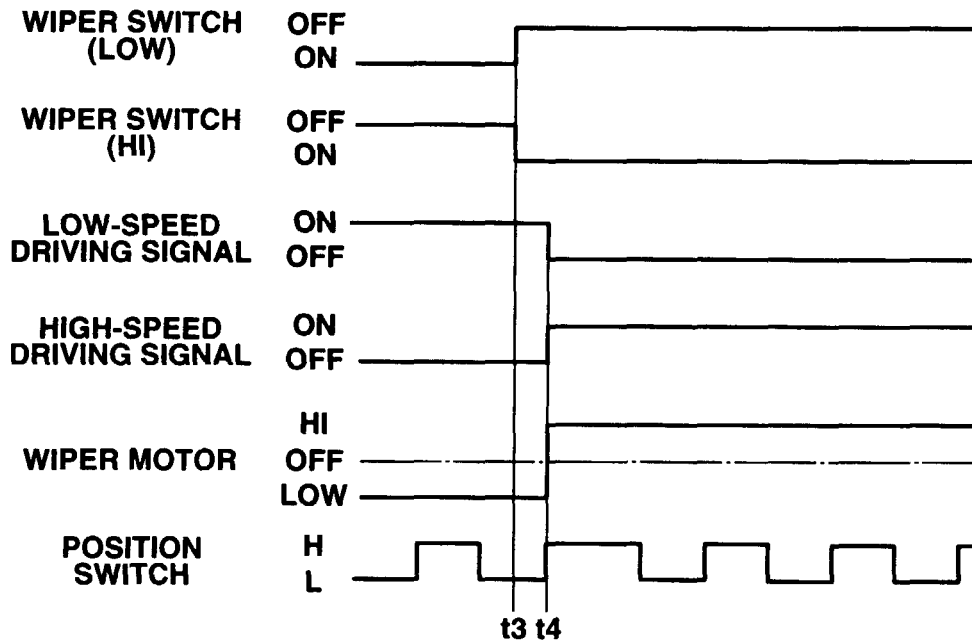 WIPER SWITCH
(LOW)
OFF
ON
WIPER SWITCH
(HI)
OFF
ON
LOW-SPEED
DRIVING SIGNAL
ON
OFF
HIGH-SPEED
DRIVING SIGNAL
ON
OFF
WIPER MOTOR
HI
OFF
LOW
POSITION
SWITCH
H
L
t3 t4